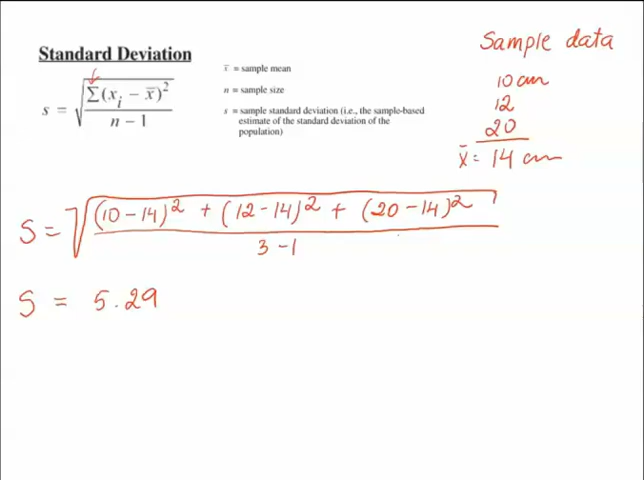 Standard Deviation
s = √(Σ(xᵢ − x̄)² / (n − 1))
x̄ = sample mean
n = sample size
s = sample standard deviation (i.e., the sample-based
estimate of the standard deviation of the
population)
Sample data
10 cm
12
20
x̄ = 14 cm
S = √(((10 − 14)² + (12 − 14)² + (20 − 14)²) / (3 − 1))
S = 5.29